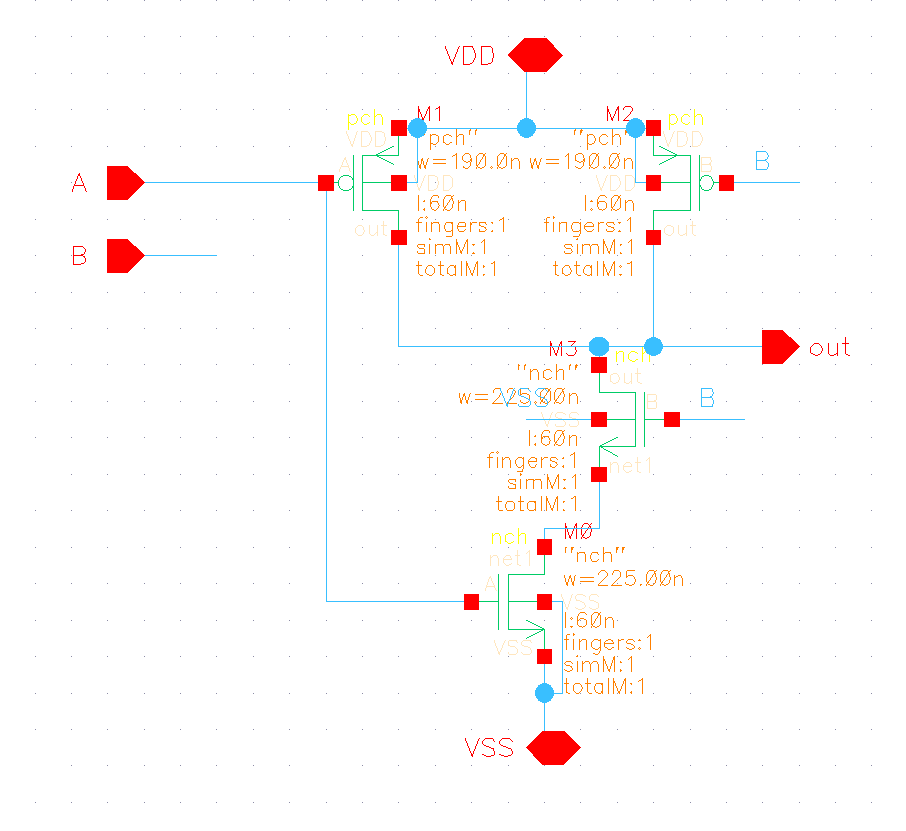 VDD
pch M1 M2 pch
VDD "pch" "pch" VDD
A w=190.0n w=190.0n B B
A VDD VDD
l:60n l:60n
out fingers:1 fingers:1 out
B simM:1 simM:1
totalM:1 totalM:1
M3 nch out
"nch" out
w=225.00n VSS B B
VSS
l:60n
fingers:1 net1
simM:1
totalM:1
nch M0
net1 "nch"
A w=225.00n
VSS
l:60n
VSS fingers:1
simM:1
totalM:1
VSS